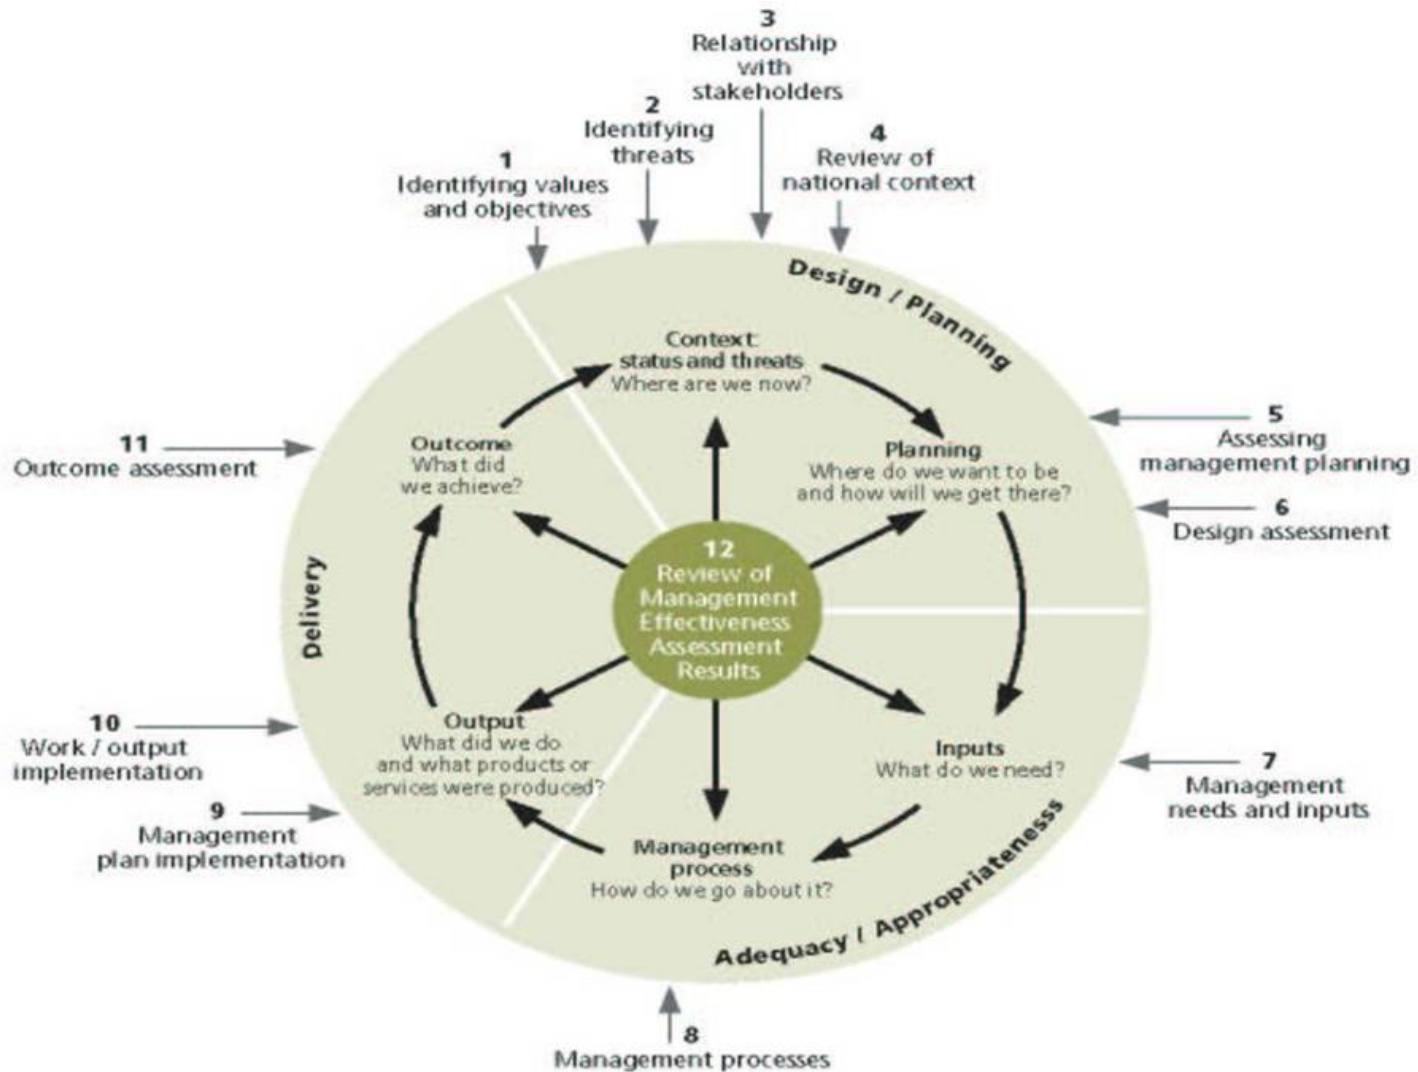 3
Relationship
with
stakeholders
2
Identifying
threats
4
Review of
national context
1
Identifying values
and objectives
Design / Planning
Context:
status and threats
Where are we now?
5
Assessing
management planning
11
Outcome assessment
Outcome
What did
we achieve?
Planning
Where do we want to be
and how will we get there?
6
Design assessment
12
Review of
Management
Effectiveness
Assessment
Results
Delivery
10
Work / output
implementation
Output
What did we do
and what products or
services were produced?
Inputs
What do we need?
7
Management
needs and inputs
9
Management
plan implementation
Management
process
How do we go about it?
Adequacy / Appropriatenesss
8
Management processes